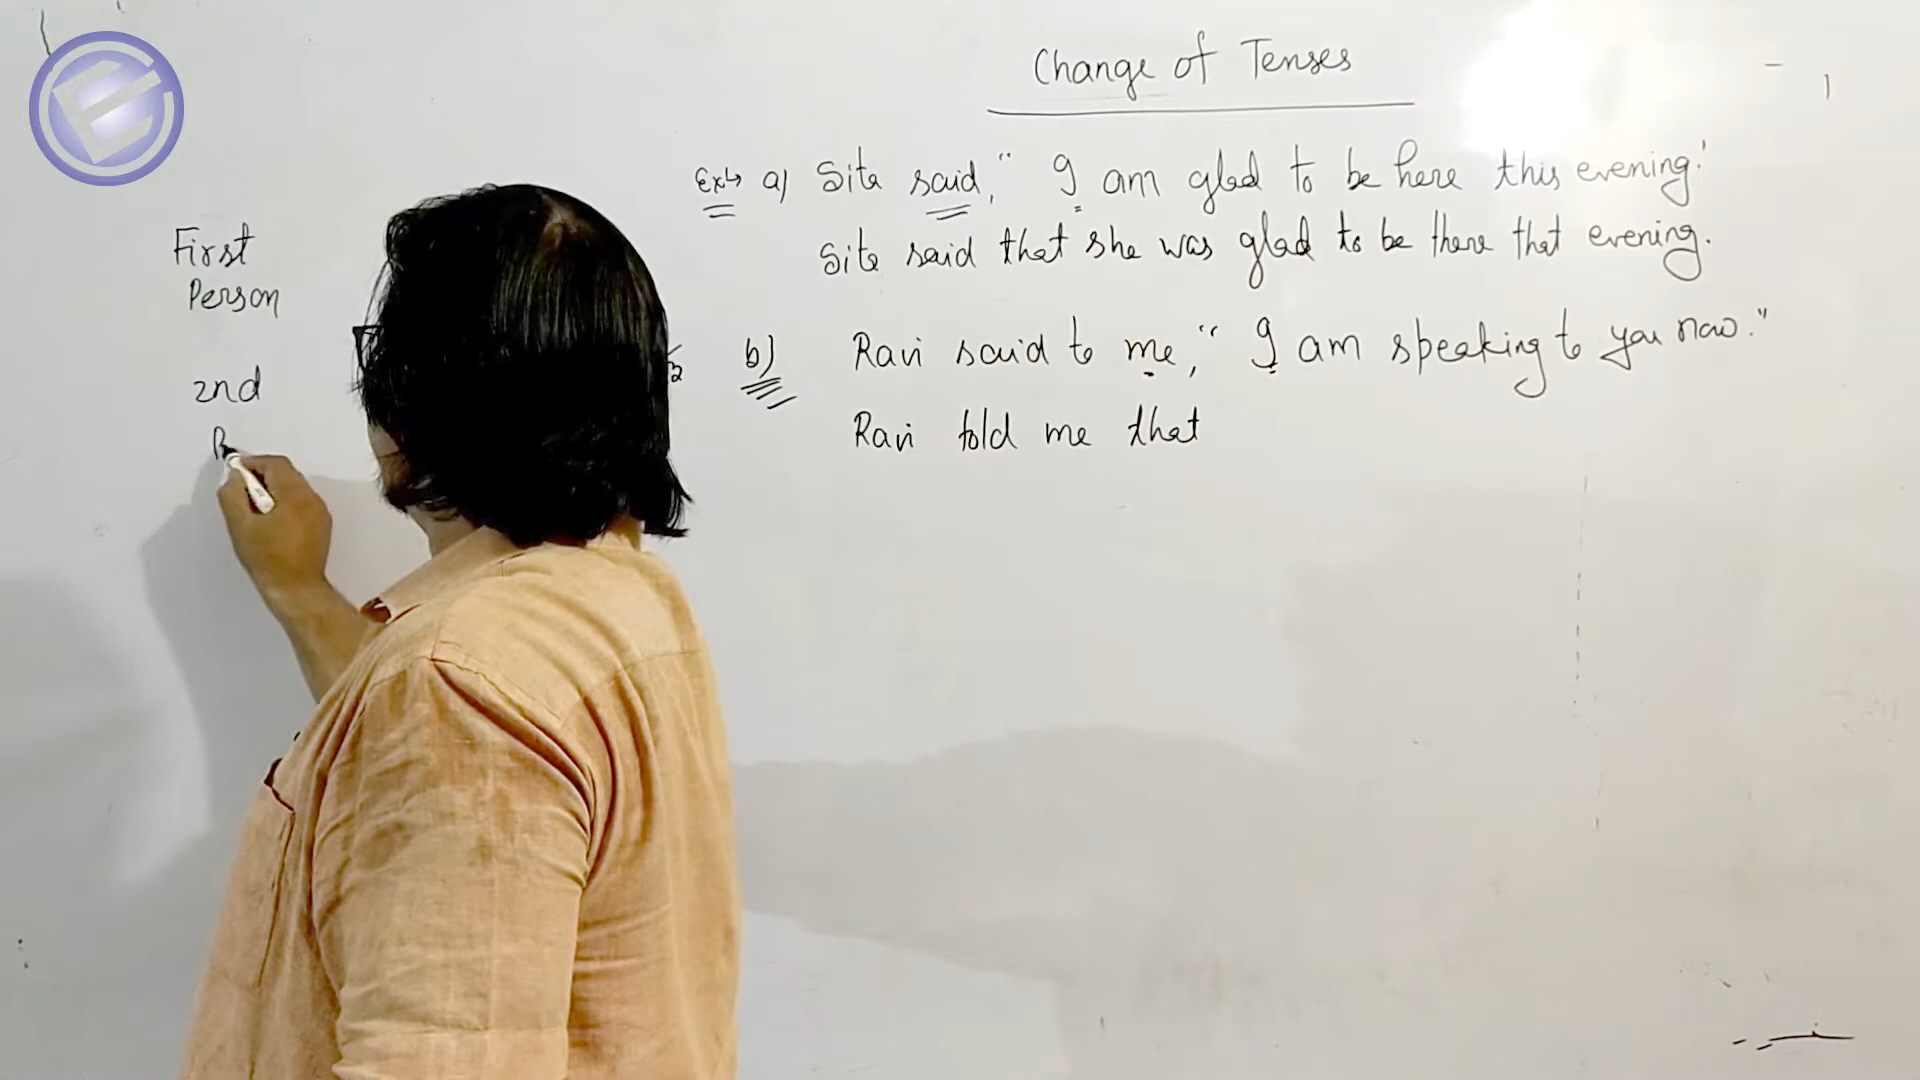 Change of Tenses
Ex↳ a) Sita said, “ I am glad to be here this evening.'
Sita said that she was glad to be there that evening.
b) Ravi said to me, “ I am speaking to you now.”
Ravi told me that
First
Person
2nd